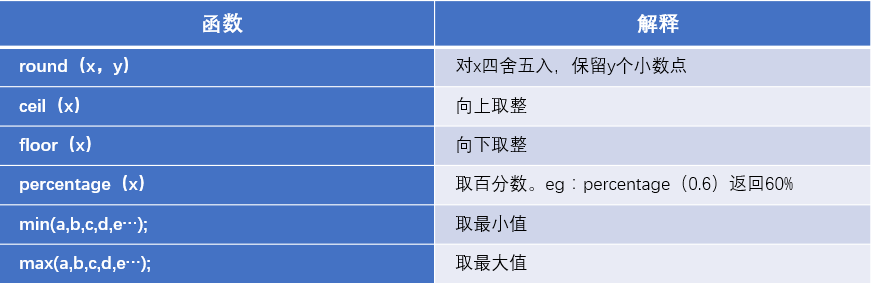 函数 解释
round（x，y） 对x四舍五入，保留y个小数点
ceil（x） 向上取整
floor（x） 向下取整
percentage（x） 取百分数。eg：percentage（0.6）返回60%
min(a,b,c,d,e…); 取最小值
max(a,b,c,d,e…); 取最大值